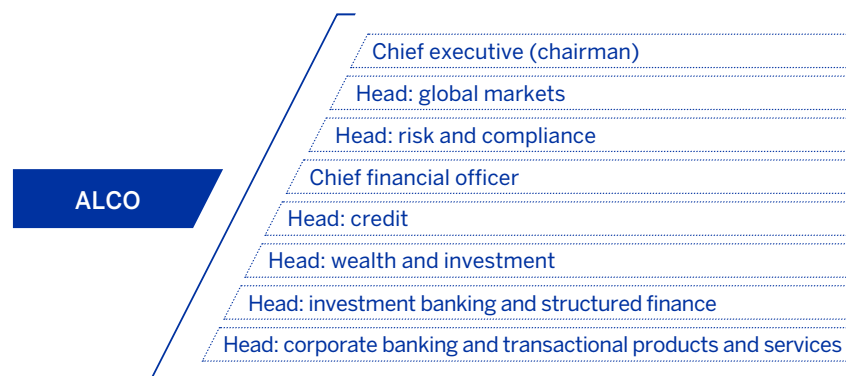 Chief executive (chairman)
Head: global markets
Head: risk and compliance
Chief financial officer
ALCO
Head: credit
Head: wealth and investment
Head: investment banking and structured finance
Head: corporate banking and transactional products and services